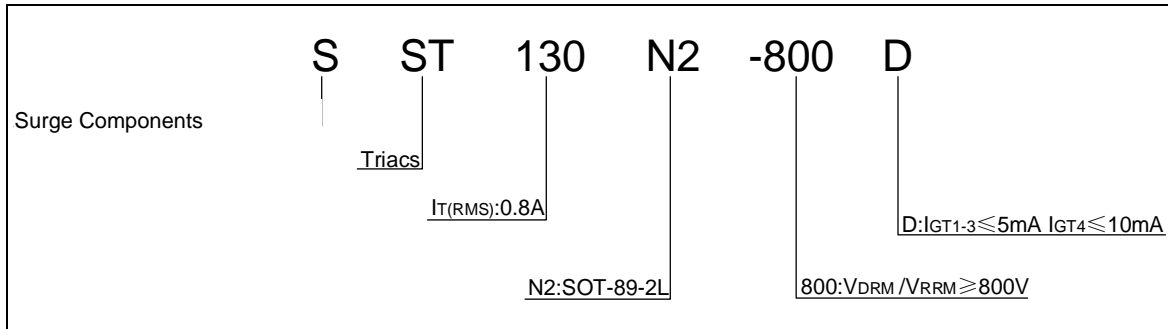 S ST 130 N2 -800 D
Surge Components
Triacs
IT(RMS):0.8A
D:IGT1-3≤5mA IGT4≤10mA
N2:SOT-89-2L
800:VDRM /VRRM≥800V